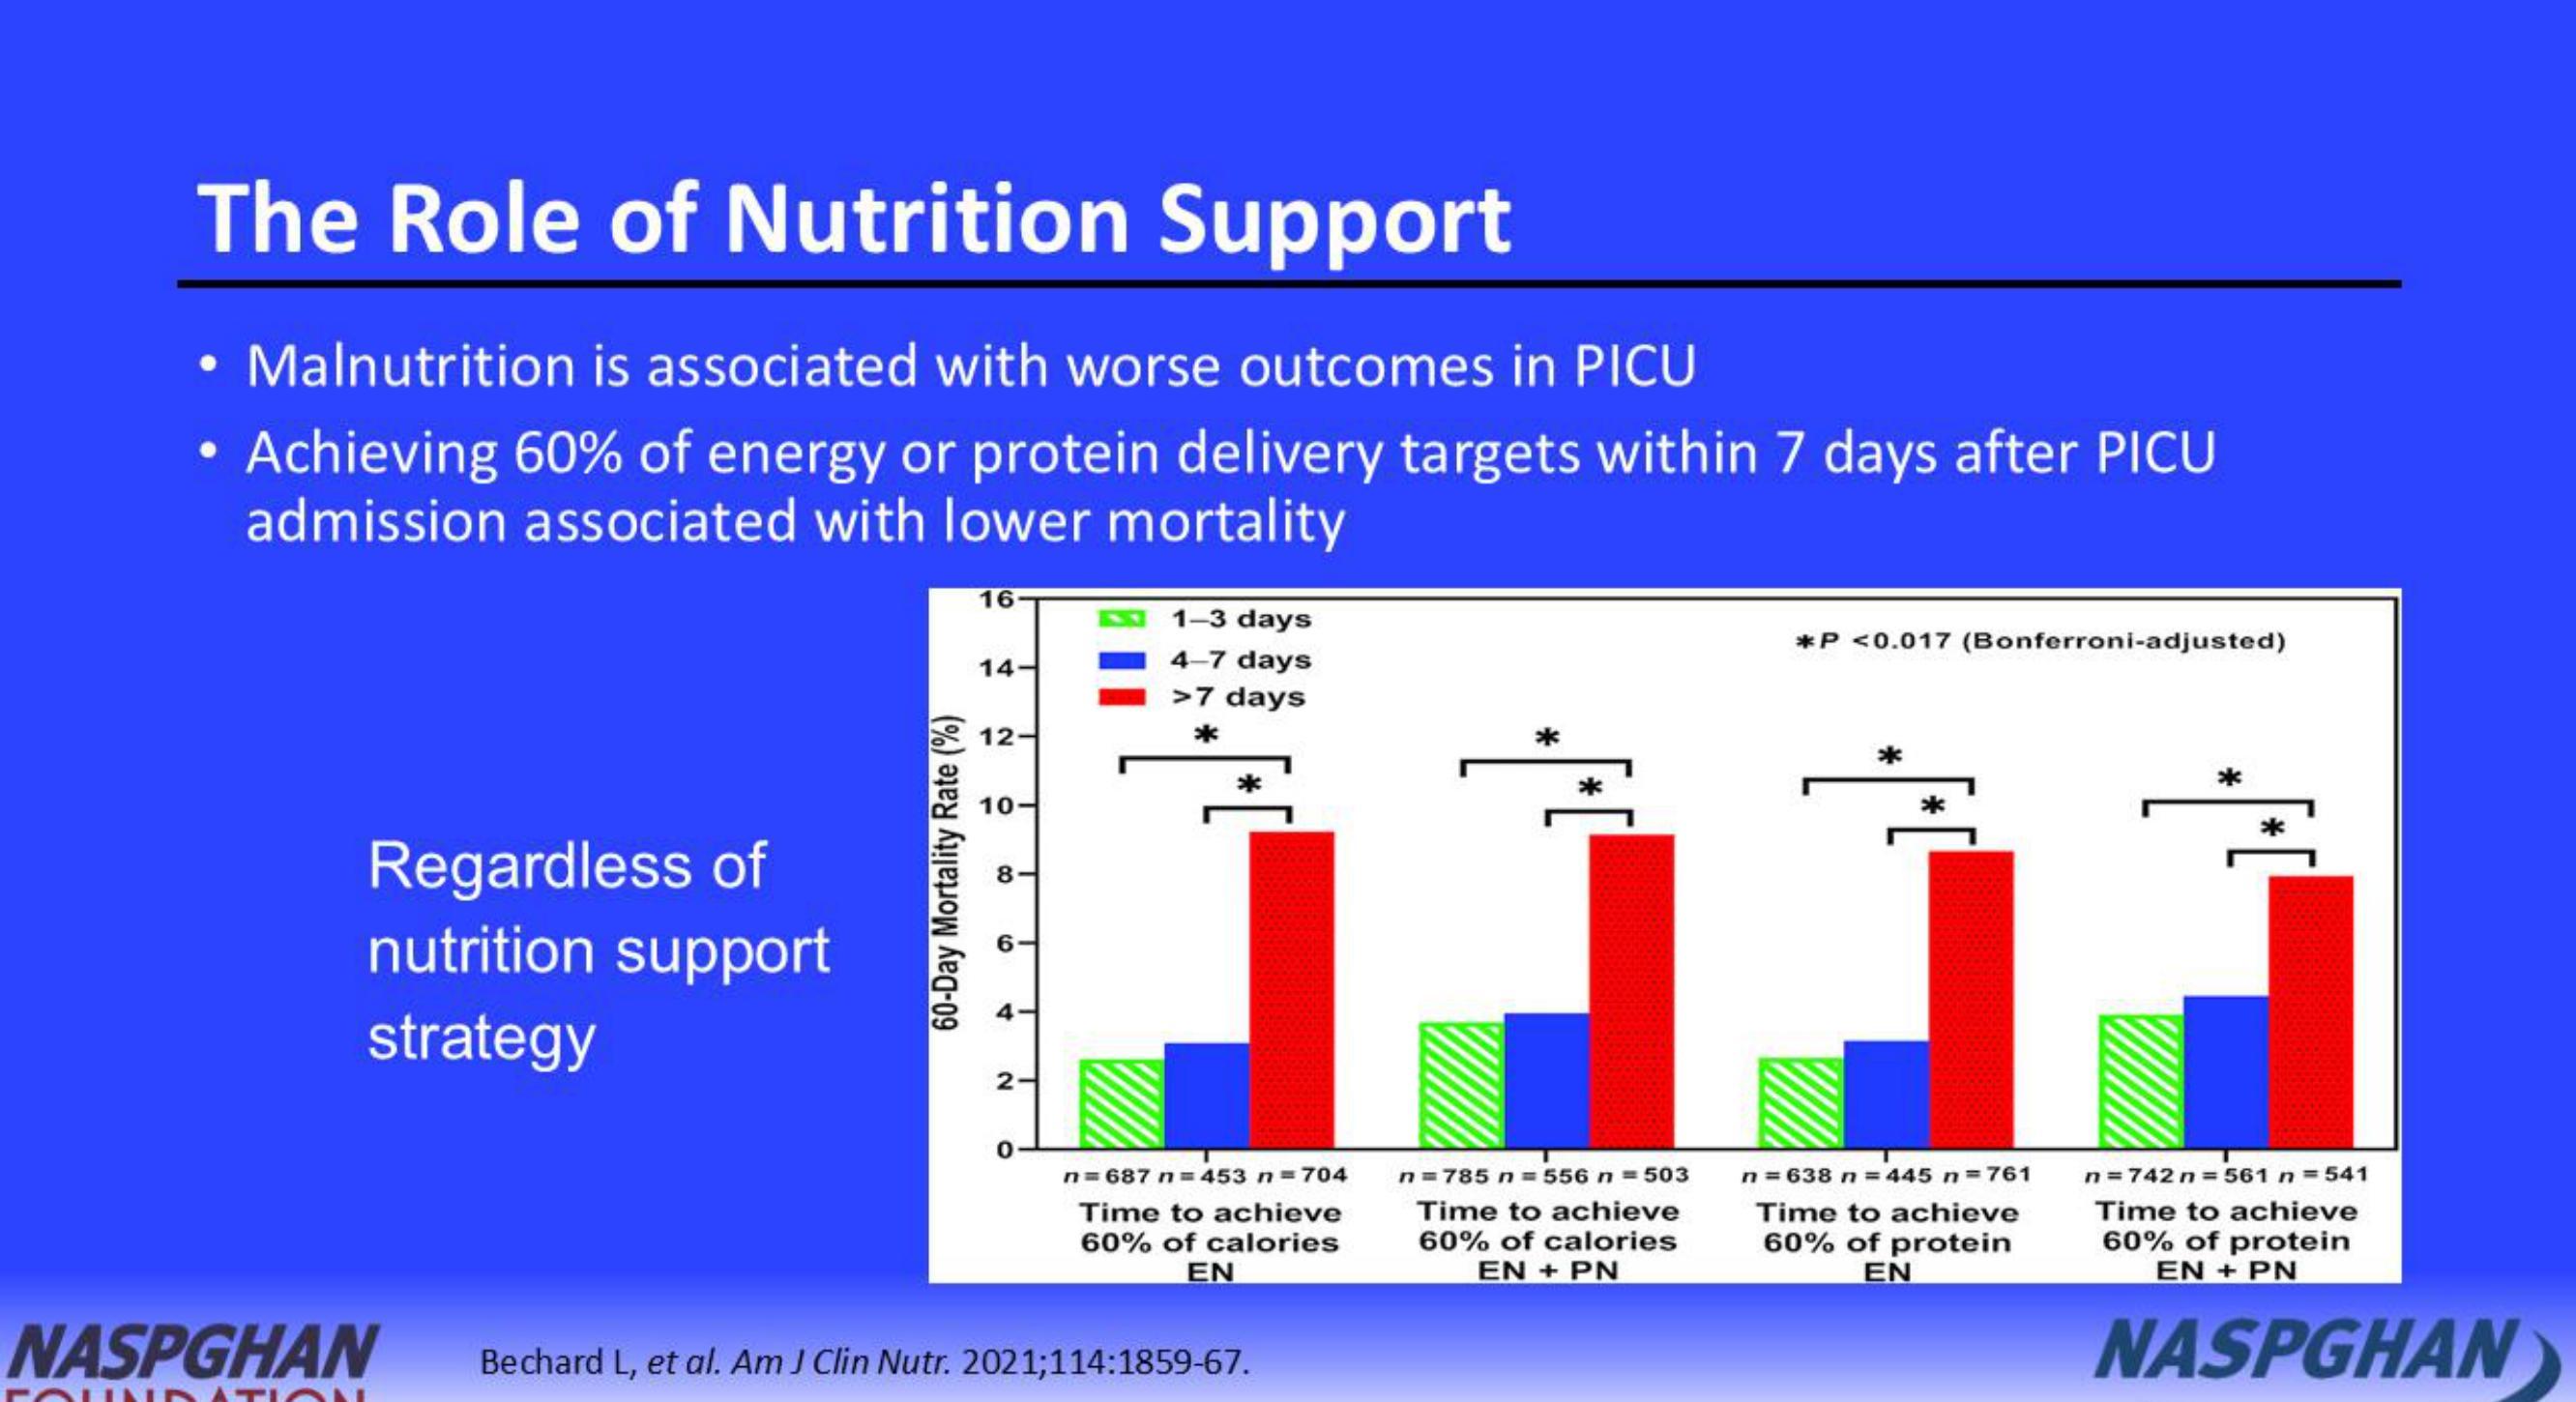 The Role of Nutrition Support
• Malnutrition is associated with worse outcomes in PICU
• Achieving 60% of energy or protein delivery targets within 7 days after PICU
admission associated with lower mortality
Regardless of
nutrition support
strategy
60-Day Mortality Rate (%)
16
14
12
10
8
6
4
2
0
1–3 days
4–7 days
>7 days
*P <0.017 (Bonferroni-adjusted)
* * * *
* * * *
n = 687 n = 453 n = 704 n = 785 n = 556 n = 503 n = 638 n = 445 n = 761 n = 742 n = 561 n = 541
Time to achieve
60% of calories
EN
Time to achieve
60% of calories
EN + PN
Time to achieve
60% of protein
EN
Time to achieve
60% of protein
EN + PN
NASPGHAN
FOUNDATION
Bechard L, et al. Am J Clin Nutr. 2021;114:1859-67.
NASPGHAN